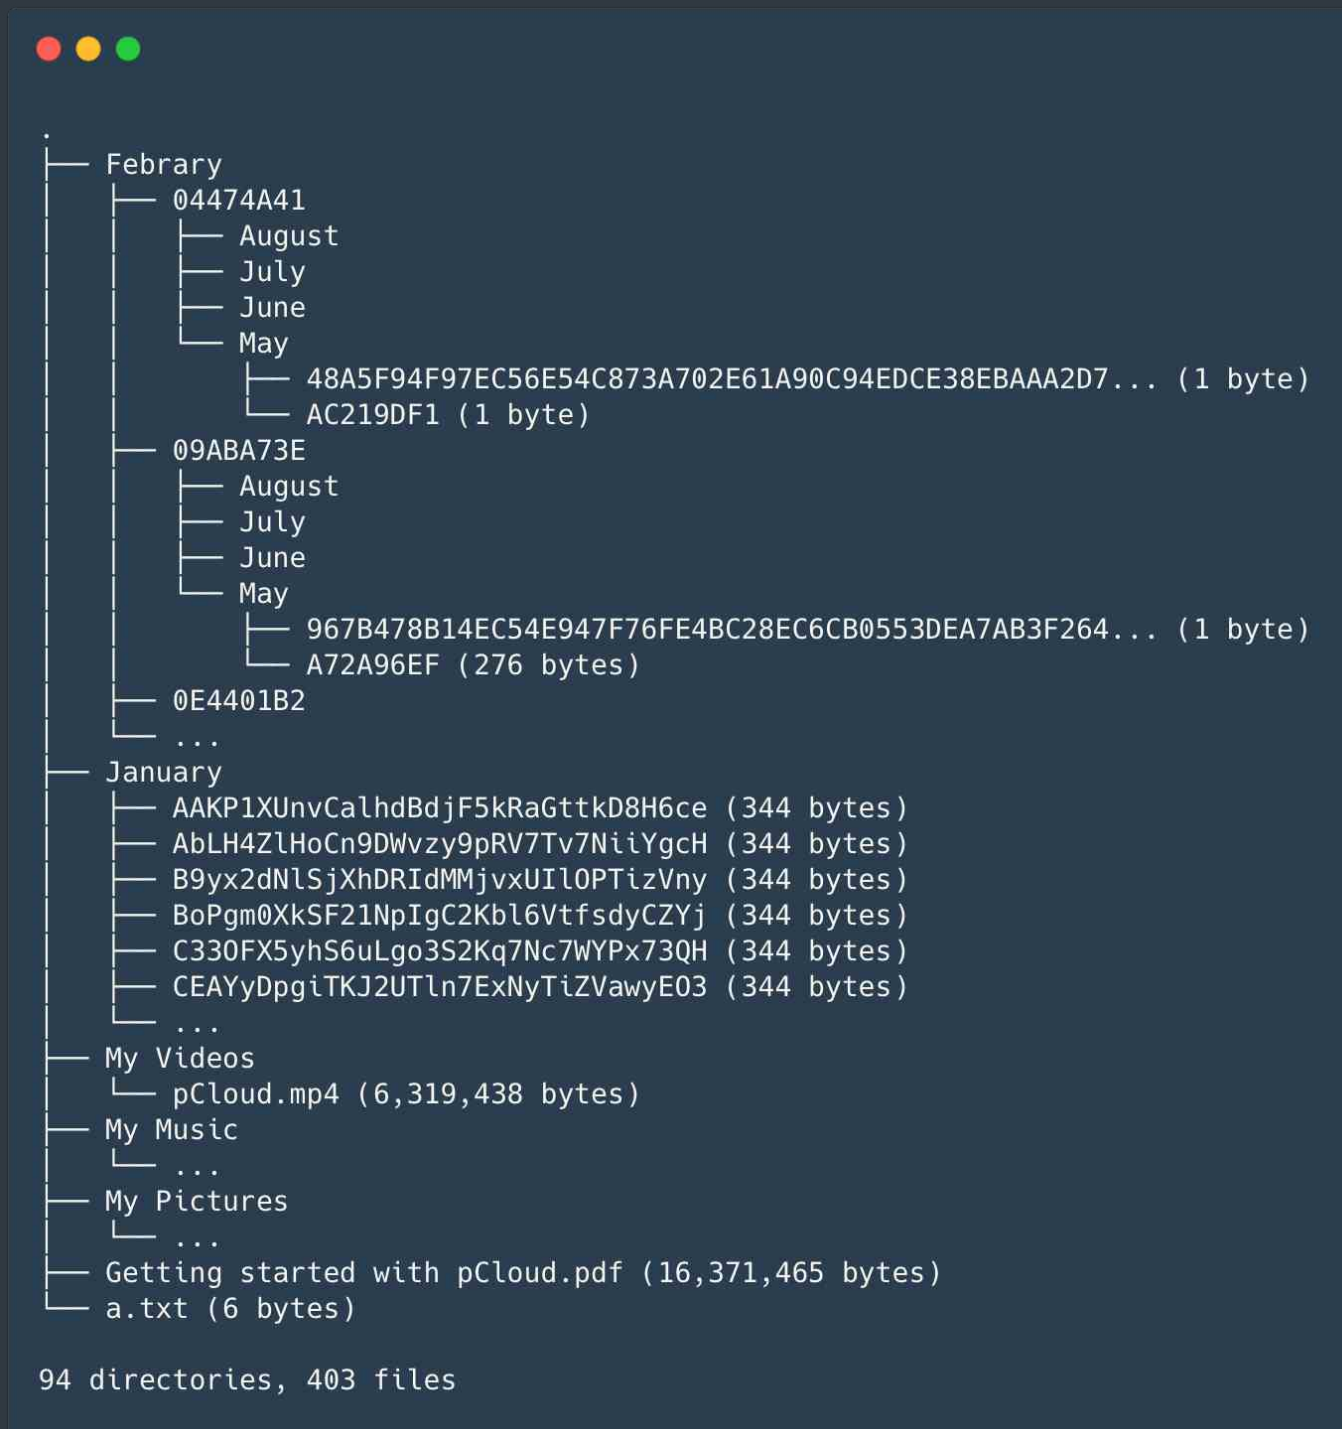 .
├── Febrary
│   ├── 04474A41
│   │   ├── August
│   │   ├── July
│   │   ├── June
│   │   └── May
│   │       ├── 48A5F94F97EC56E54C873A702E61A90C94EDCE38EBAAA2D7... (1 byte)
│   │       └── AC219DF1 (1 byte)
│   ├── 09ABA73E
│   │   ├── August
│   │   ├── July
│   │   ├── June
│   │   └── May
│   │       ├── 967B478B14EC54E947F76FE4BC28EC6CB0553DEA7AB3F264... (1 byte)
│   │       └── A72A96EF (276 bytes)
│   ├── 0E4401B2
│   └── ...
├── January
│   ├── AAKP1XUnvCalhdBdjF5kRaGttkD8H6ce (344 bytes)
│   ├── AbLH4ZlHoCn9DWvzy9pRV7Tv7NiiYgcH (344 bytes)
│   ├── B9yx2dNlSjXhDRIdMMjvxUIlOPTizVny (344 bytes)
│   ├── BoPgm0XkSF21NpIgC2Kbl6VtfsdyCZYj (344 bytes)
│   ├── C33OFX5yhS6uLgo3S2Kq7Nc7WYPx73QH (344 bytes)
│   ├── CEAYyDpgiTKJ2UTln7ExNyTiZVawyEO3 (344 bytes)
│   └── ...
├── My Videos
│   └── pCloud.mp4 (6,319,438 bytes)
├── My Music
│   └── ...
├── My Pictures
│   └── ...
├── Getting started with pCloud.pdf (16,371,465 bytes)
└── a.txt (6 bytes)
94 directories, 403 files